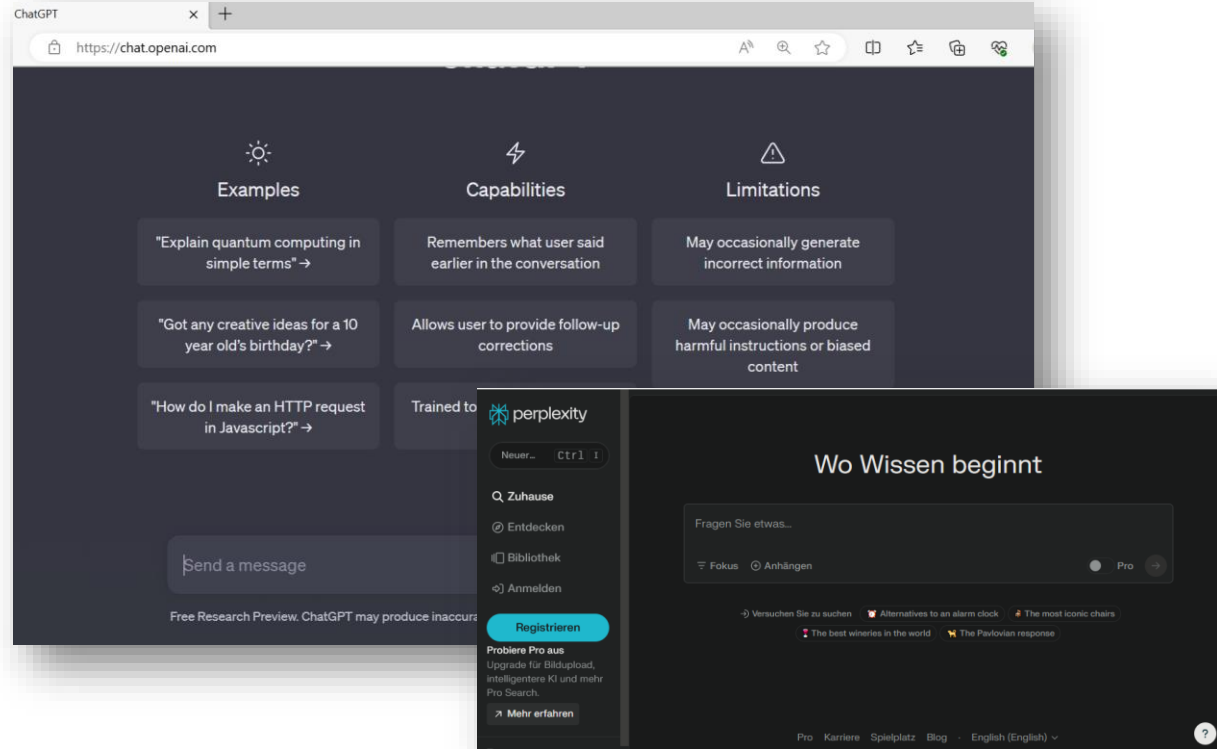 ChatGPT
https://chat.openai.com
Examples
Capabilities
Limitations
"Explain quantum computing in
simple terms" →
Remembers what user said
earlier in the conversation
May occasionally generate
incorrect information
"Got any creative ideas for a 10
year old's birthday?" →
Allows user to provide follow-up
corrections
May occasionally produce
harmful instructions or biased
content
"How do I make an HTTP request
in Javascript?" →
Trained to
Send a message
Free Research Preview. ChatGPT may produce
perplexity
Neuer... Ctrl I
Zuhause
Entdecken
Bibliothek
Anmelden
Registrieren
Probiere Pro aus
Upgrade für Bildupload,
intelligentere KI und mehr
Pro Search.
Mehr erfahren
Wo Wissen beginnt
Fragen Sie etwas...
Fokus Anhängen Pro
Versuchen Sie zu suchen Alternatives to an alarm clock The most iconic chairs
The best wineries in the world The Pavlovian response
Pro Karriere Spielplatz Blog · English (English)
?